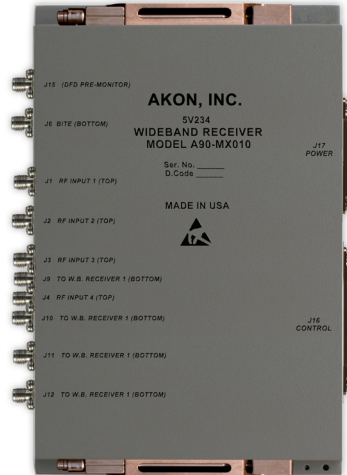 J15 (DFD PRE-MONITOR)
AKON, INC.
J6 BITE (BOTTOM)
5V234
WIDEBAND RECEIVER
MODEL A90-MX010
J17
POWER
Ser. No. ______
D.Code ______
J1 RF INPUT 1 (TOP)
MADE IN USA
J2 RF INPUT 2 (TOP)
J3 RF INPUT 3 (TOP)
J9 TO W.B. RECEIVER 1 (BOTTOM)
J4 RF INPUT 4 (TOP)
J10 TO W.B. RECEIVER 1 (BOTTOM)
J16
CONTROL
J11 TO W.B. RECEIVER 1 (BOTTOM)
J12 TO W.B. RECEIVER 1 (BOTTOM)